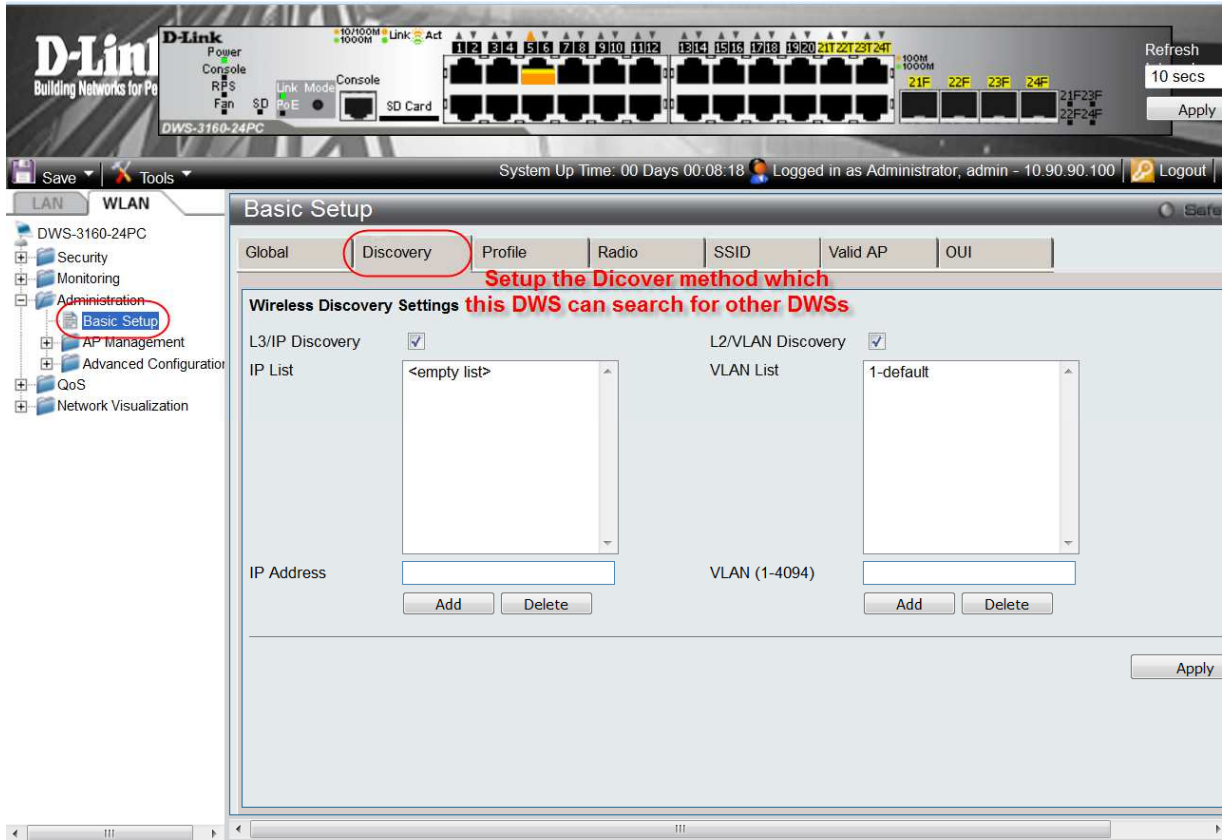 D-Link
Building Networks for Pe
D-Link
Power
Console
RPS
Fan
SD
Link Mode
PoE
Console
SD Card
10/100M
1000M
Link
Act
1 2 3 4 5 6 7 8 9 10 11 12 13 14 15 16 17 18 19 20 21T 22T 23T 24T
100M
1000M
21F 22F 23F 24F
21F 23F
22F 24F
DWS-3160-24PC
Refresh
10 secs
Apply
Save
Tools
System Up Time: 00 Days 00:08:18
Logged in as Administrator, admin - 10.90.90.100
Logout
LAN
WLAN
DWS-3160-24PC
Security
Monitoring
Administration
Basic Setup
AP Management
Advanced Configuration
QoS
Network Visualization
Basic Setup
Safe
Global
Discovery
Profile
Radio
SSID
Valid AP
OUI
Setup the Dicover method which
this DWS can search for other DWSs
Wireless Discovery Settings
L3/IP Discovery
L2/VLAN Discovery
IP List
<empty list>
VLAN List
1-default
IP Address
VLAN (1-4094)
Add
Delete
Add
Delete
Apply